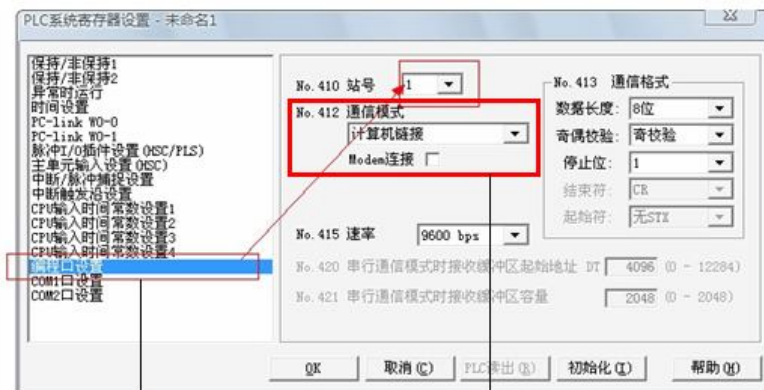 PLC系统寄存器设置 - 未命名1
保持/非保持1
保持/非保持2
异常时运行
时间设置
PC-link W0-0
PC-link W0-1
脉冲I/O插件设置(HSC/PLS)
主单元输入设置(HSC)
中断/脉冲捕捉设置
中断触发沿设置
CPU输入时间常数设置1
CPU输入时间常数设置2
CPU输入时间常数设置3
CPU输入时间常数设置4
编程口设置
COM1口设置
COM2口设置
No.410 站号 1
No.412 通信模式
计算机链接
Modem连接
No.413 通信格式
数据长度: 8位
奇偶校验: 奇校验
停止位: 1
结束符: CR
起始符: 无STX
No.415 速率 9600 bps
No.420 串行通信模式时接收缓冲区起始地址 DT 4096 (0 - 12284)
No.421 串行通信模式时接收缓冲区容量 2048 (0 - 2048)
OK 取消(C) PLC读出(R) 初始化(I) 帮助(H)